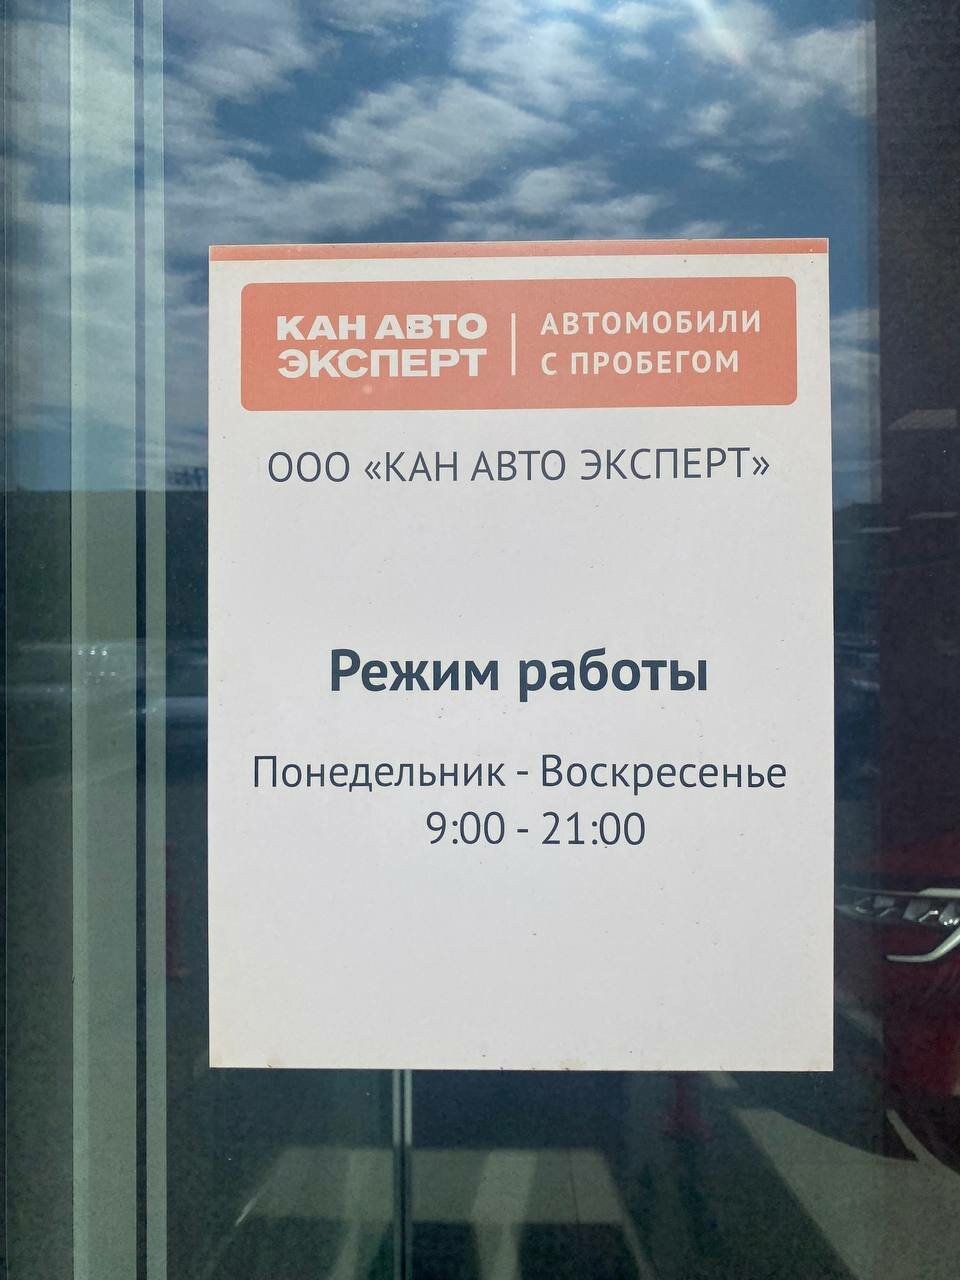 КАН АВТО
ЭКСПЕРТ
АВТОМОБИЛИ
С ПРОБЕГОМ
ООО «КАН АВТО ЭКСПЕРТ»
Режим работы
Понедельник - Воскресенье
9:00 - 21:00